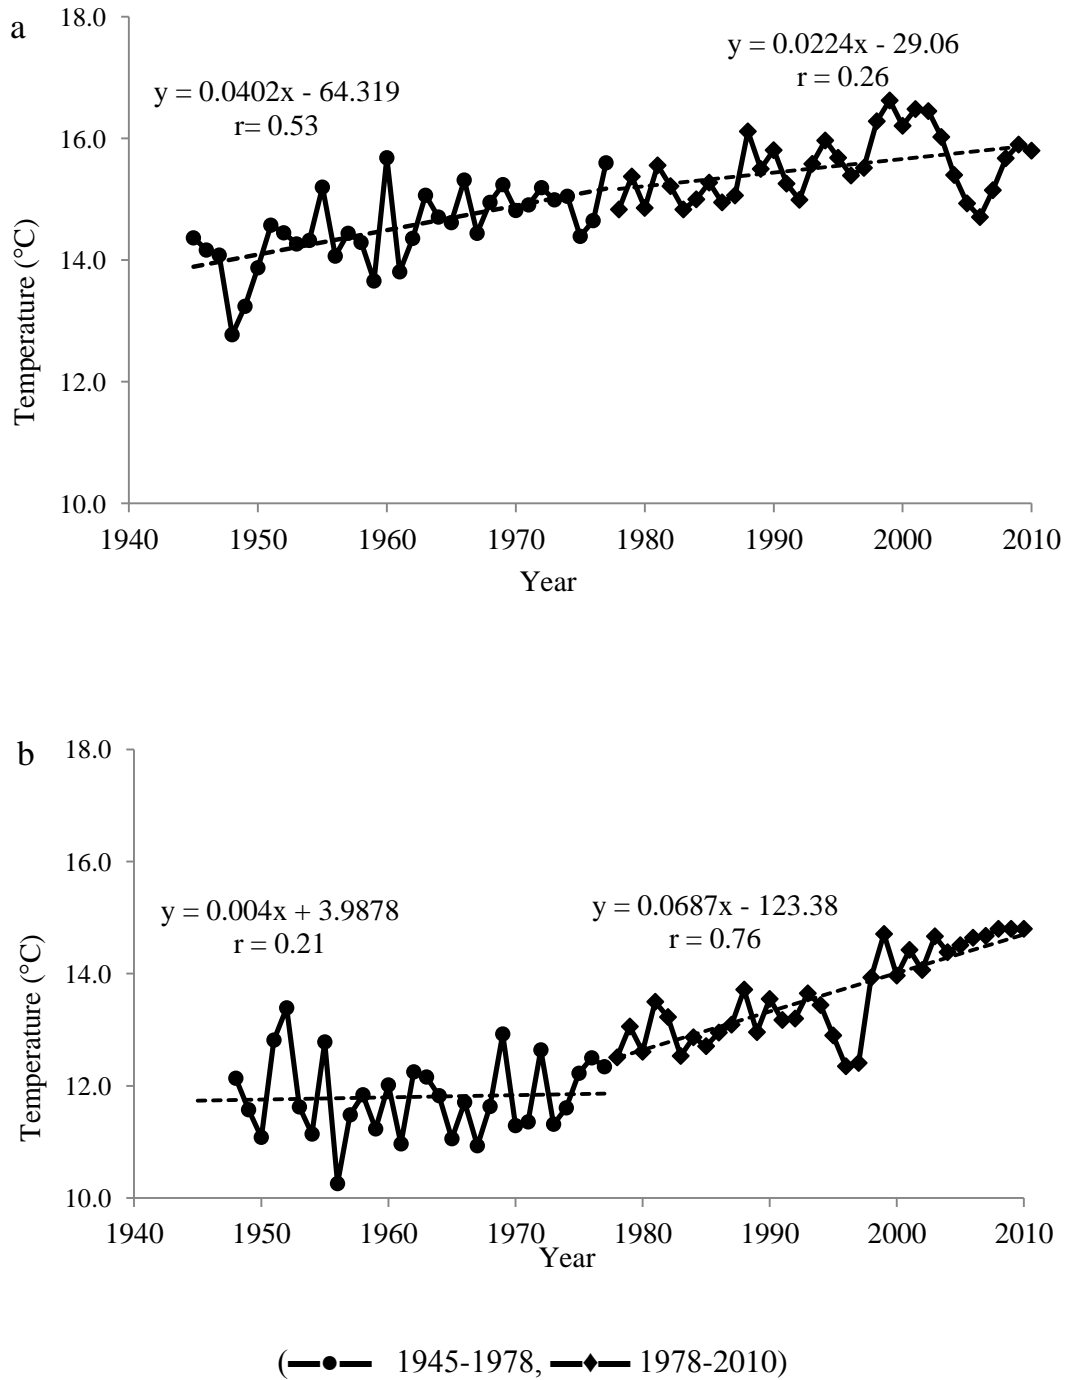 a
18.0
y = 0.0224x - 29.06
r = 0.26
y = 0.0402x - 64.319
r= 0.53
16.0
14.0
12.0
10.0
Temperature (°C)
1940 1950 1960 1970 1980 1990 2000 2010
Year
b
18.0
16.0
y = 0.004x + 3.9878
r = 0.21
y = 0.0687x - 123.38
r = 0.76
14.0
12.0
10.0
Temperature (°C)
1940 1950 1960 1970 1980 1990 2000 2010
Year
( 1945-1978, 1978-2010)